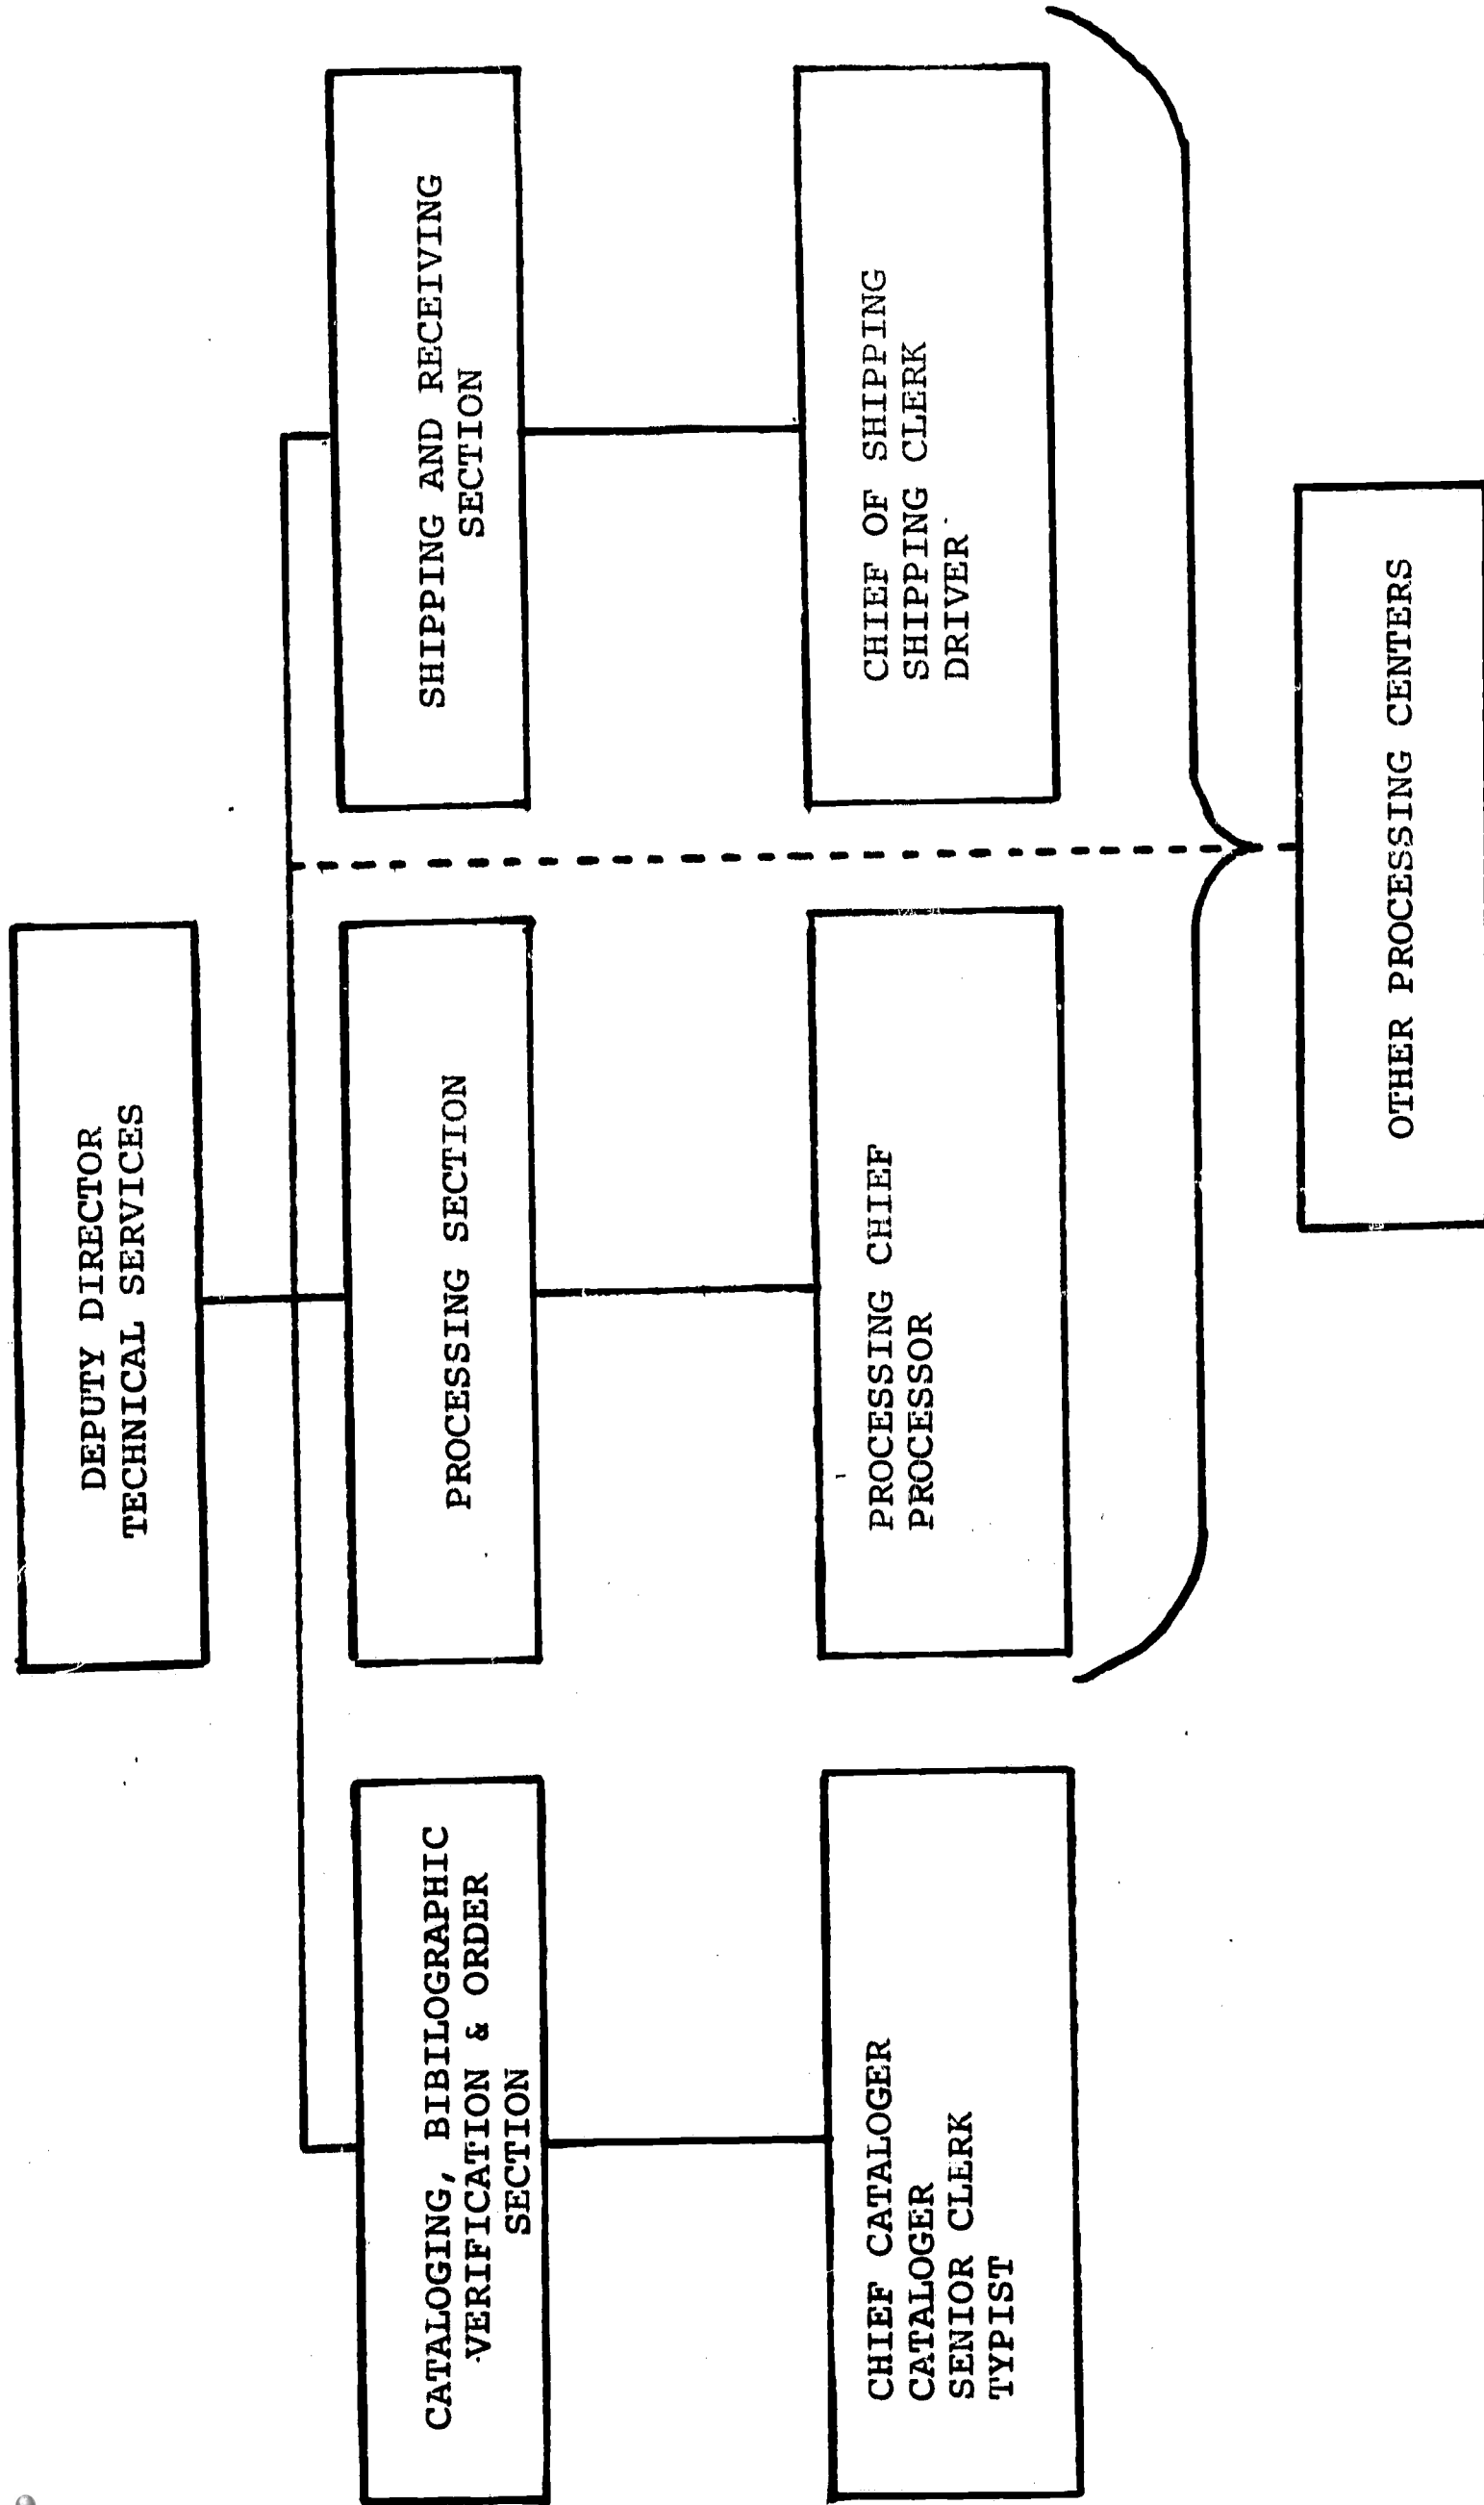 DEPUTY DIRECTOR
TECHNICAL SERVICES
CATALOGING, BIBILOGRAPHIC
VERIFICATION & ORDER
SECTION
PROCESSING SECTION
SHIPPING AND RECEIVING
SECTION
CHIEF CATALOGER
CATALOGER
SENIOR CLERK
TYPIST
PROCESSING CHIEF
PROCESSOR
CHIEF OF SHIPPING
SHIPPING CLERK
DRIVER
OTHER PROCESSING CENTERS